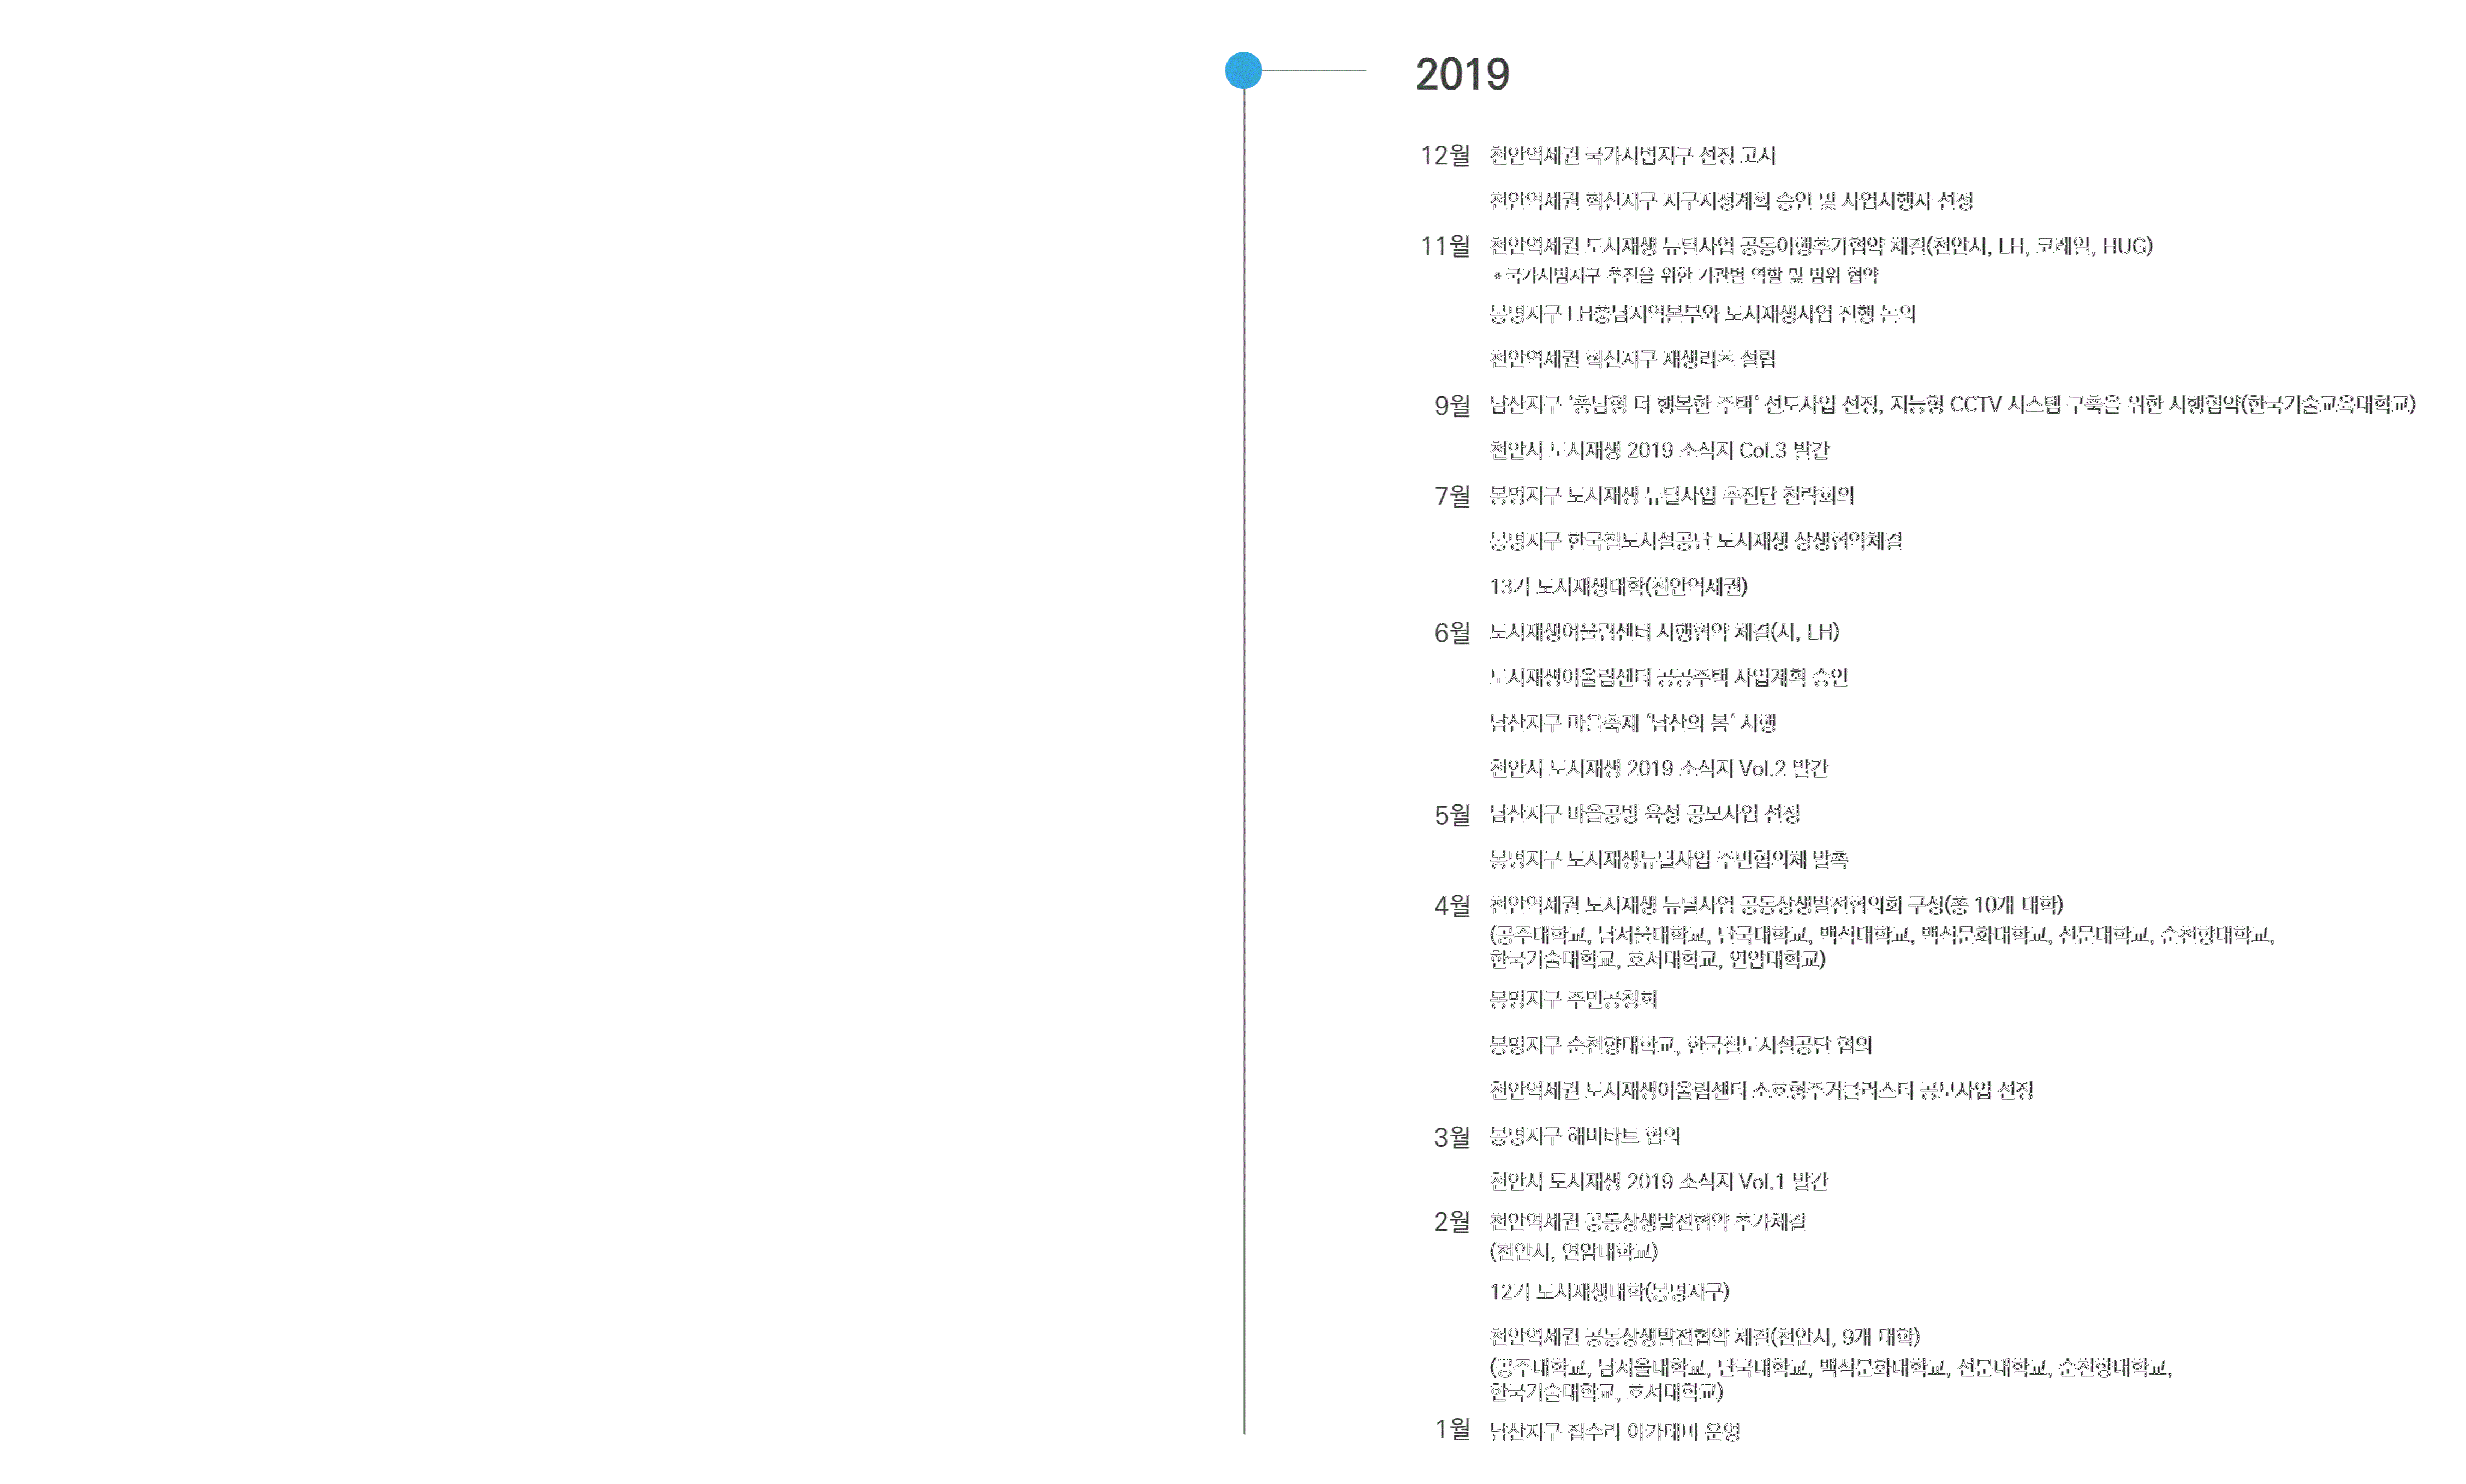 2019
12월 천안역세권 국가시범지구 선정 고시
천안역세권 혁신지구 지구지정계획 승인 및 사업시행자 선정
11월 천안역세권 도시재생 뉴딜사업 공동이행추가협약 체결(천안시, LH, 코레일, HUG)
* 국가시범지구 추진을 위한 기관별 역할 및 범위 협약
봉명지구 LH충남지역본부와 도시재생사업 진행 논의
천안역세권 혁신지구 재생리츠 설립
9월 남산지구 ‘충남형 더 행복한 주택‘ 선도사업 선정, 지능형 CCTV 시스템 구축을 위한 시행협약(한국기술교육대학교)
천안시 도시재생 2019 소식지 Col.3 발간
7월 봉명지구 도시재생 뉴딜사업 추진단 전략회의
봉명지구 한국철도시설공단 도시재생 상생협약체결
13기 도시재생대학(천안역세권)
6월 도시재생어울림센터 시행협약 체결(시, LH)
도시재생어울림센터 공공주택 사업계획 승인
남산지구 마을축제 ‘남산의 봄‘ 시행
천안시 도시재생 2019 소식지 Vol.2 발간
5월 남산지구 마을공방 육성 공모사업 선정
봉명지구 도시재생뉴딜사업 주민협의체 발족
4월 천안역세권 도시재생 뉴딜사업 공동상생발전협의회 구성(총 10개 대학)
(공주대학교, 남서울대학교, 단국대학교, 백석대학교, 백석문화대학교, 선문대학교, 순천향대학교,
한국기술대학교, 호서대학교, 연암대학교)
봉명지구 주민공청회
봉명지구 순천향대학교, 한국철도시설공단 협의
천안역세권 도시재생어울림센터 소호형주거클러스터 공모사업 선정
3월 봉명지구 해비타트 협의
천안시 도시재생 2019 소식지 Vol.1 발간
2월 천안역세권 공동상생발전협약 추가체결
(천안시, 연암대학교)
12기 도시재생대학(봉명지구)
천안역세권 공동상생발전협약 체결(천안시, 9개 대학)
(공주대학교, 남서울대학교, 단국대학교, 백석문화대학교, 선문대학교, 순천향대학교,
한국기술대학교, 호서대학교)
1월 남산지구 집수리 아카데미 운영